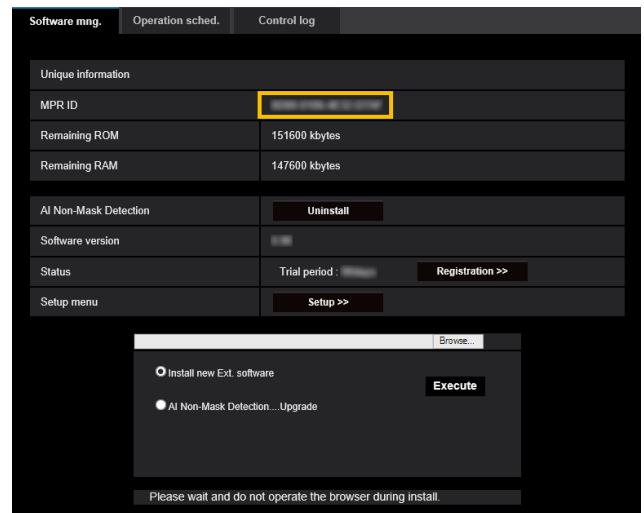 Software mng. Operation sched. Control log
Unique information
MPR ID
Remaining ROM 151600 kbytes
Remaining RAM 147600 kbytes
AI Non-Mask Detection Uninstall
Software version
Status Trial period : Registration >>
Setup menu Setup >>
Browse...
Install new Ext. software
Execute
AI Non-Mask Detection....Upgrade
Please wait and do not operate the browser during install.